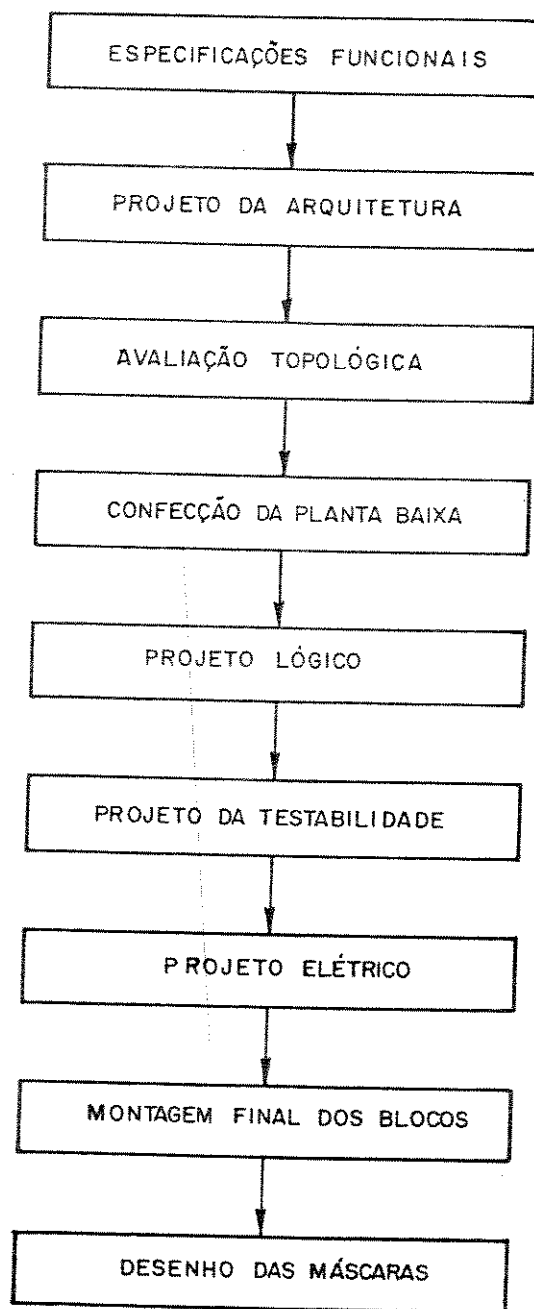 ESPECIFICAÇÕES FUNCIONAIS
PROJETO DA ARQUITETURA
AVALIAÇÃO TOPOLÓGICA
CONFECÇÃO DA PLANTA BAIXA
PROJETO LÓGICO
PROJETO DA TESTABILIDADE
PROJETO ELÉTRICO
MONTAGEM FINAL DOS BLOCOS
DESENHO DAS MÁSCARAS